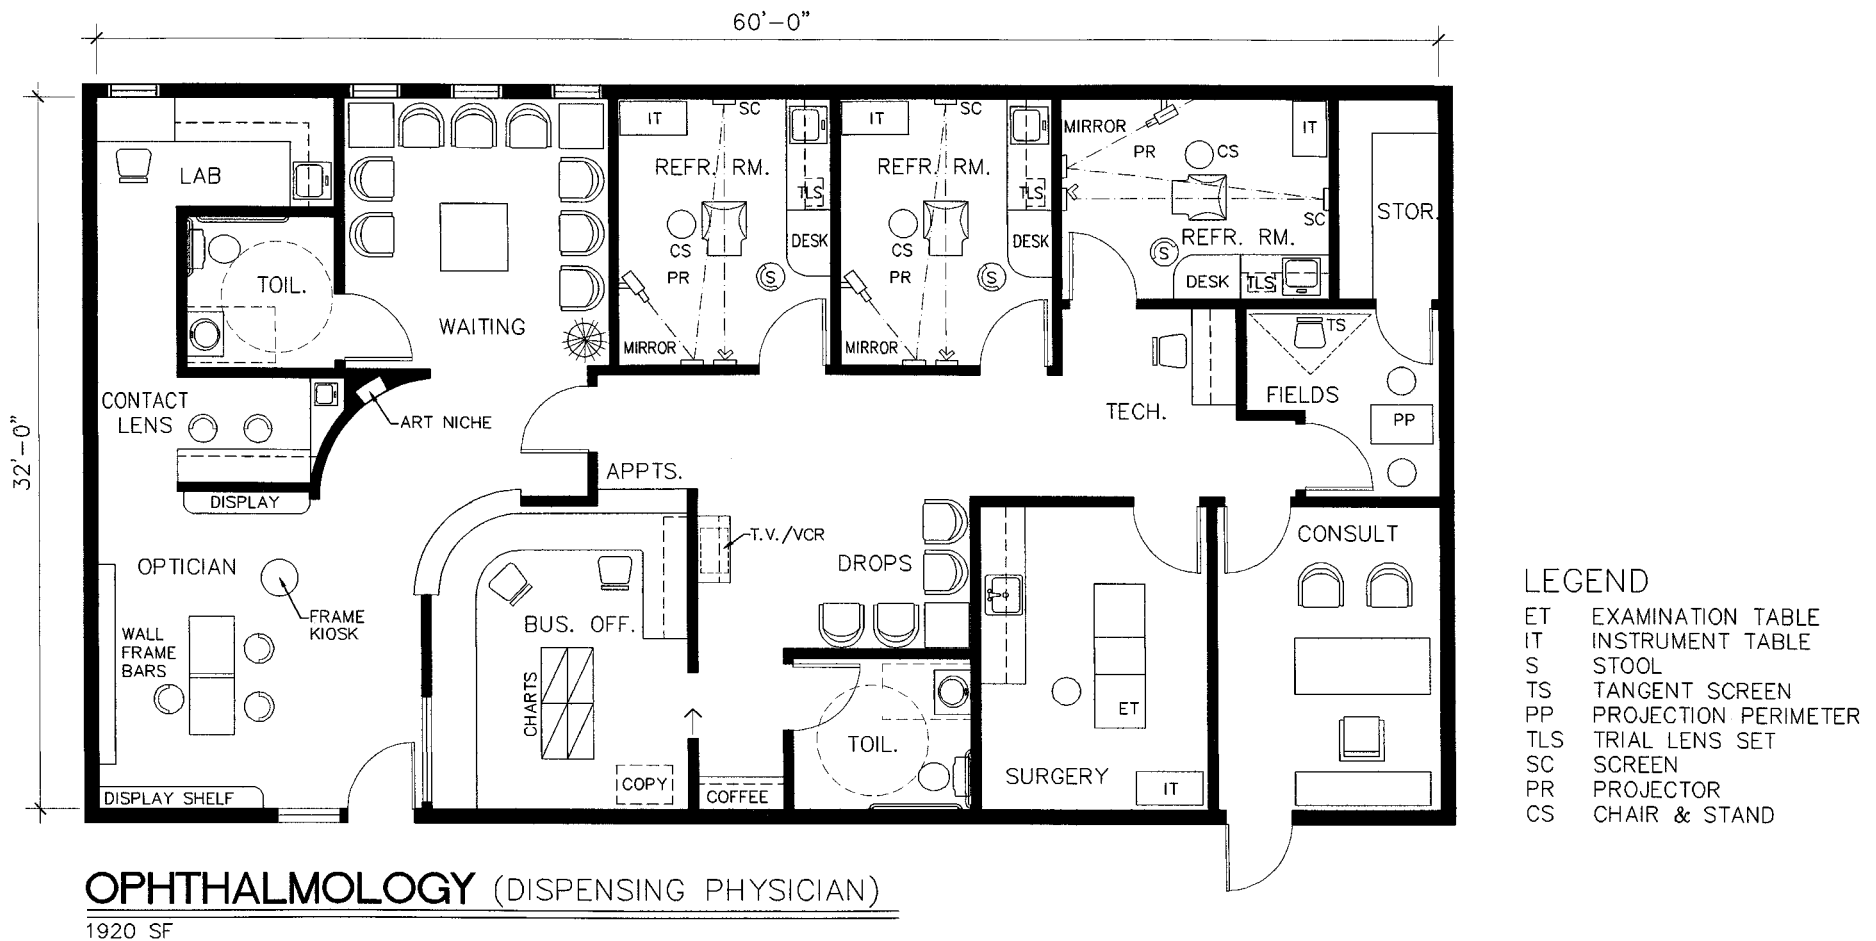 60'-0"
32'-0"
LAB
TOIL.
WAITING
CONTACT
LENS
DISPLAY
ART NICHE
OPTICIAN
FRAME
KIOSK
WALL
FRAME
BARS
DISPLAY SHELF
IT
SC
REFR. RM.
TLS
CS
DESK
PR
S
MIRROR
IT
SC
REFR. RM.
TLS
CS
DESK
PR
S
MIRROR
MIRROR
PR
CS
IT
SC
REFR. RM.
S
DESK
TLS
STOR.
TS
FIELDS
PP
TECH.
APPTS.
T.V./VCR
DROPS
BUS. OFF.
CHARTS
COPY
COFFEE
TOIL.
SURGERY
ET
IT
CONSULT
LEGEND
ET EXAMINATION TABLE
IT INSTRUMENT TABLE
S STOOL
TS TANGENT SCREEN
PP PROJECTION PERIMETER
TLS TRIAL LENS SET
SC SCREEN
PR PROJECTOR
CS CHAIR & STAND
OPHTHALMOLOGY (DISPENSING PHYSICIAN)
1920 SF